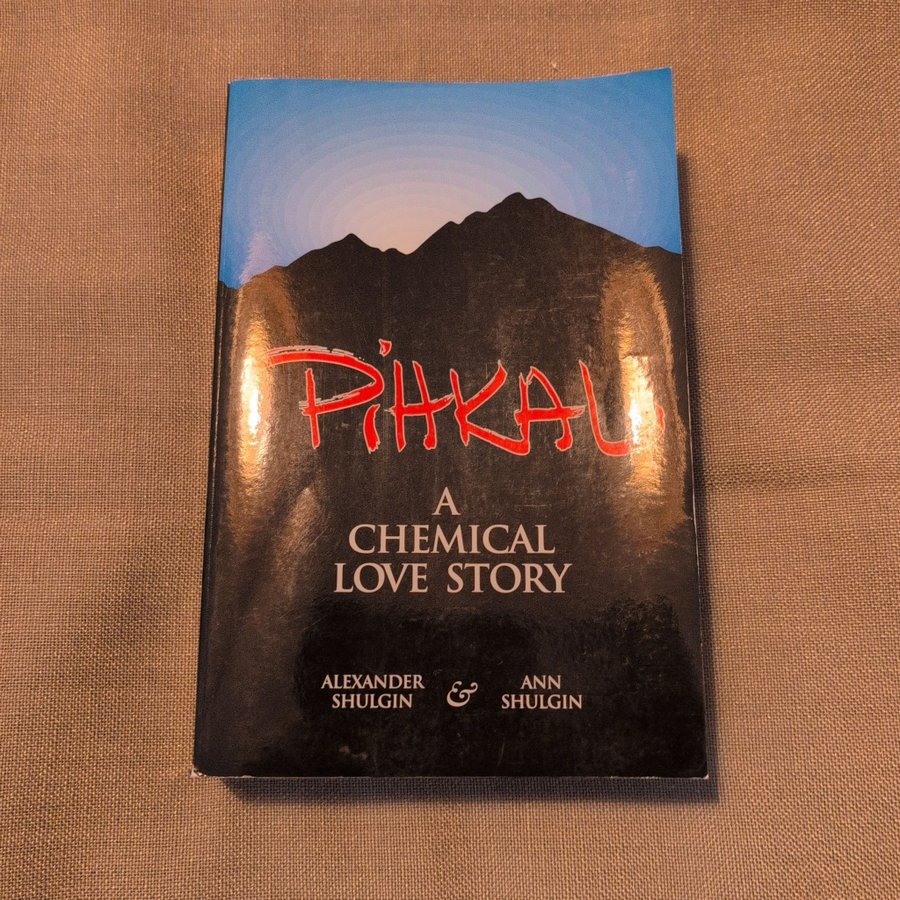 PiHKAL
A
CHEMICAL
LOVE STORY
ALEXANDER
SHULGIN
&
ANN
SHULGIN